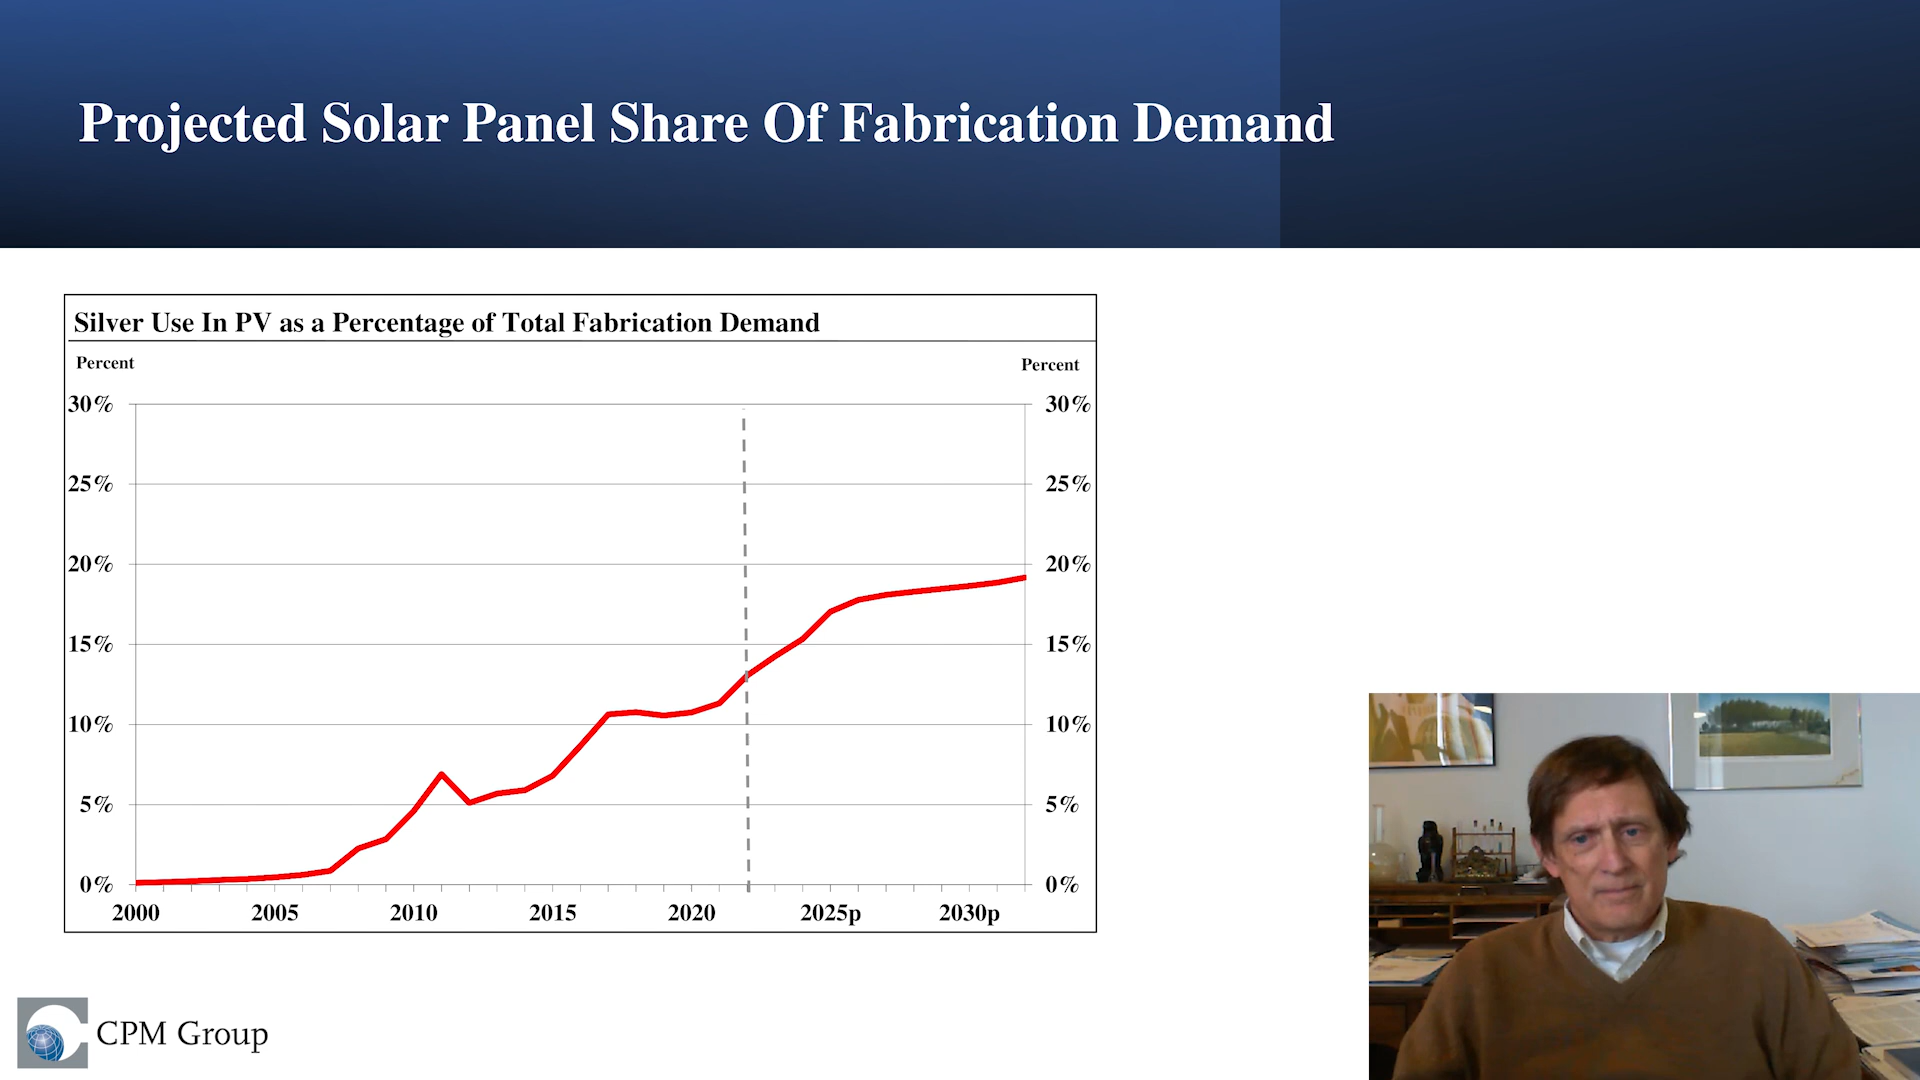 Projected Solar Panel Share Of Fabrication Demand
Silver Use In PV as a Percentage of Total Fabrication Demand
Percent Percent
30% 30%
25% 25%
20% 20%
15% 15%
10% 10%
5% 5%
0% 0%
2000 2005 2010 2015 2020 2025p 2030p
CPM Group